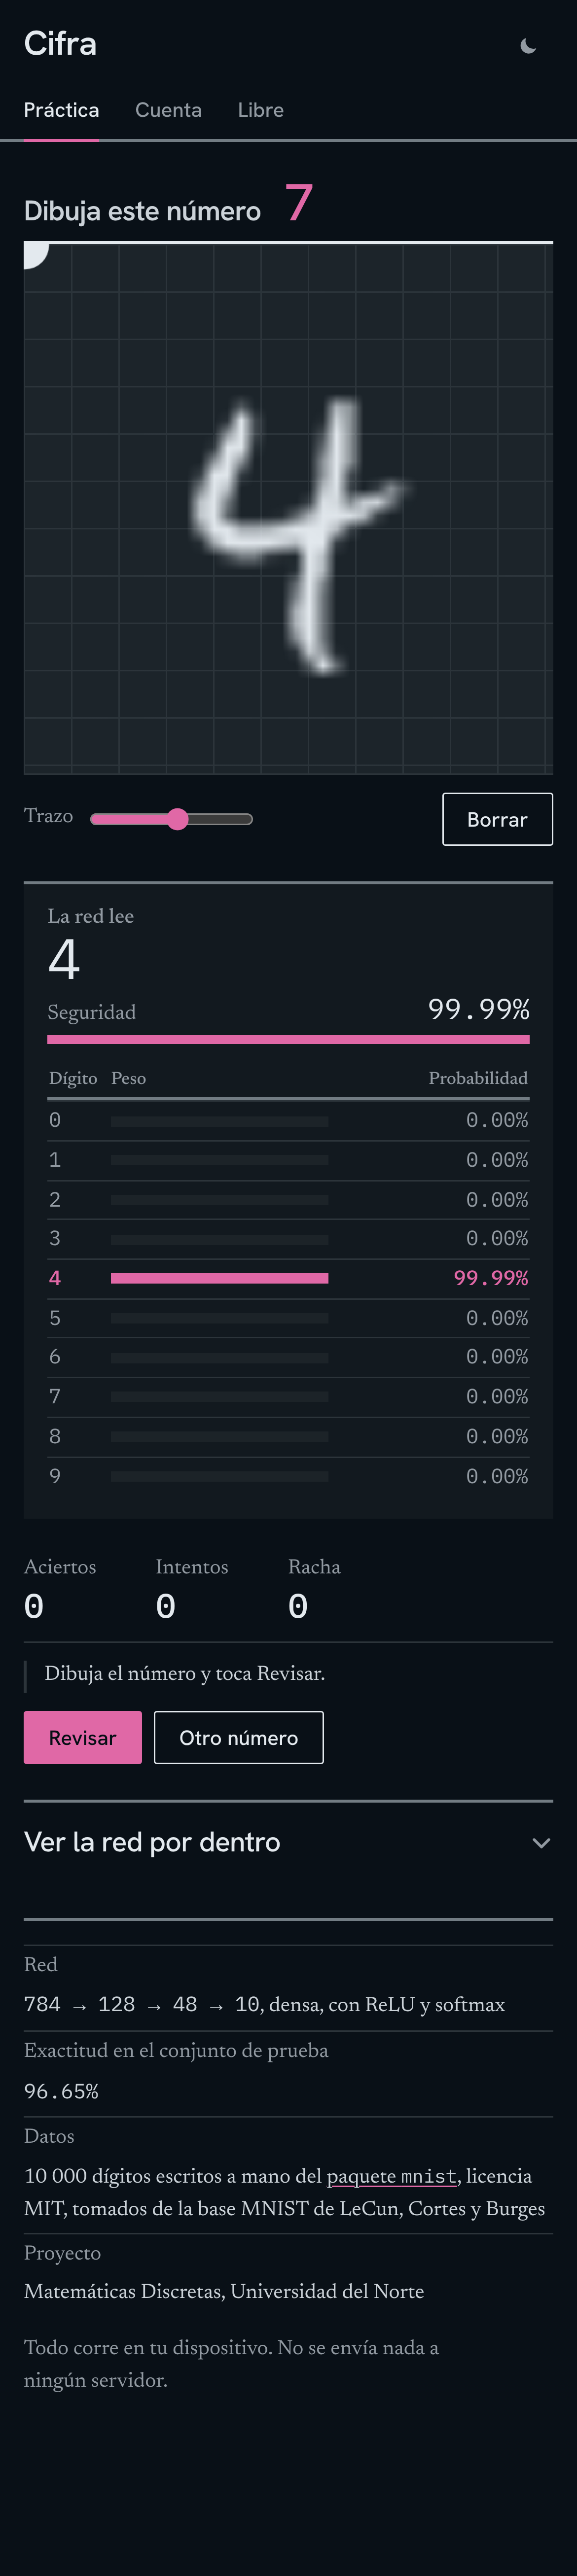 Cifra
Práctica Cuenta Libre
Dibuja este número 7
4
Trazo
Borrar
La red lee
4
Seguridad 99.99%
Dígito Peso Probabilidad
0 0.00%
1 0.00%
2 0.00%
3 0.00%
4 99.99%
5 0.00%
6 0.00%
7 0.00%
8 0.00%
9 0.00%
Aciertos Intentos Racha
0 0 0
Dibuja el número y toca Revisar.
Revisar Otro número
Ver la red por dentro
Red
784 → 128 → 48 → 10, densa, con ReLU y softmax
Exactitud en el conjunto de prueba
96.65%
Datos
10 000 dígitos escritos a mano del paquete mnist, licencia
MIT, tomados de la base MNIST de LeCun, Cortes y Burges
Proyecto
Matemáticas Discretas, Universidad del Norte
Todo corre en tu dispositivo. No se envía nada a
ningún servidor.